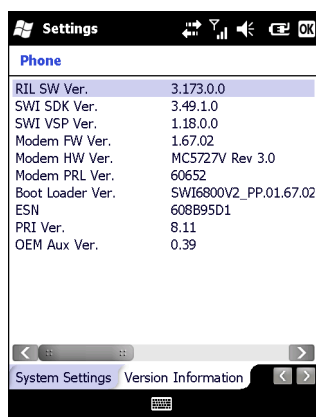 Settings OK
Phone
RIL SW Ver. 3.173.0.0
SWI SDK Ver. 3.49.1.0
SWI VSP Ver. 1.18.0.0
Modem FW Ver. 1.67.02
Modem HW Ver. MC5727V Rev 3.0
Modem PRL Ver. 60652
Boot Loader Ver. SWI6800V2_PP.01.67.02
ESN 608B95D1
PRI Ver. 8.11
OEM Aux Ver. 0.39
System Settings Version Information